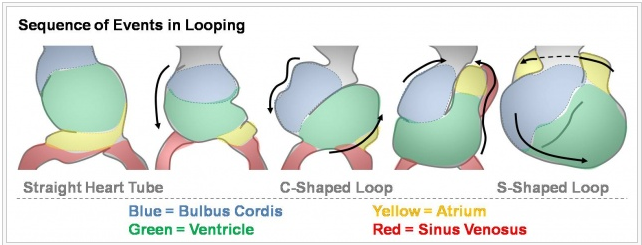 Sequence of Events in Looping
Straight Heart Tube
C-Shaped Loop
S-Shaped Loop
Blue = Bulbus Cordis
Yellow = Atrium
Green = Ventricle
Red = Sinus Venosus